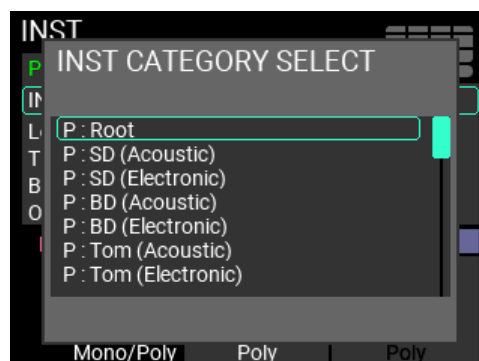 INST
INST CATEGORY SELECT
P : Root
P : SD (Acoustic)
P : SD (Electronic)
P : BD (Acoustic)
P : BD (Electronic)
P : Tom (Acoustic)
P : Tom (Electronic)
Mono/Poly Poly Poly